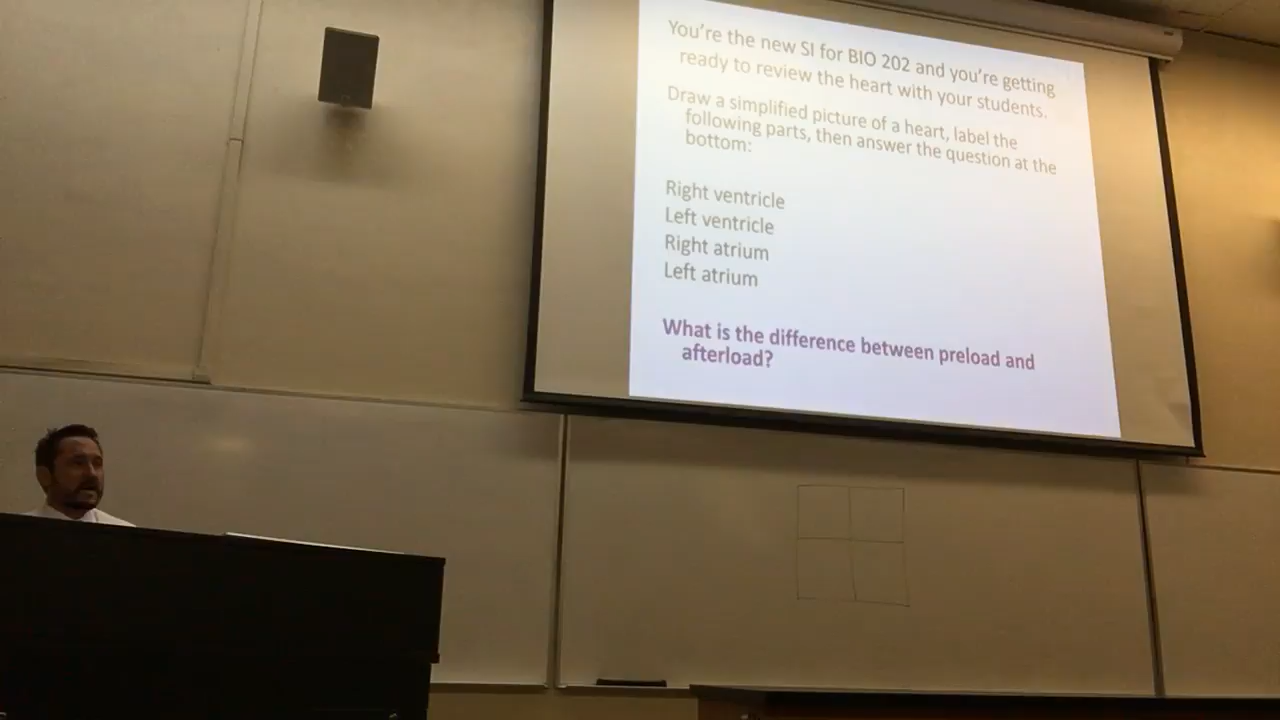 You're the new SI for BIO 202 and you're getting
ready to review the heart with your students.
Draw a simplified picture of a heart, label the
following parts, then answer the question at the
bottom:
Right ventricle
Left ventricle
Right atrium
Left atrium
What is the difference between preload and
afterload?